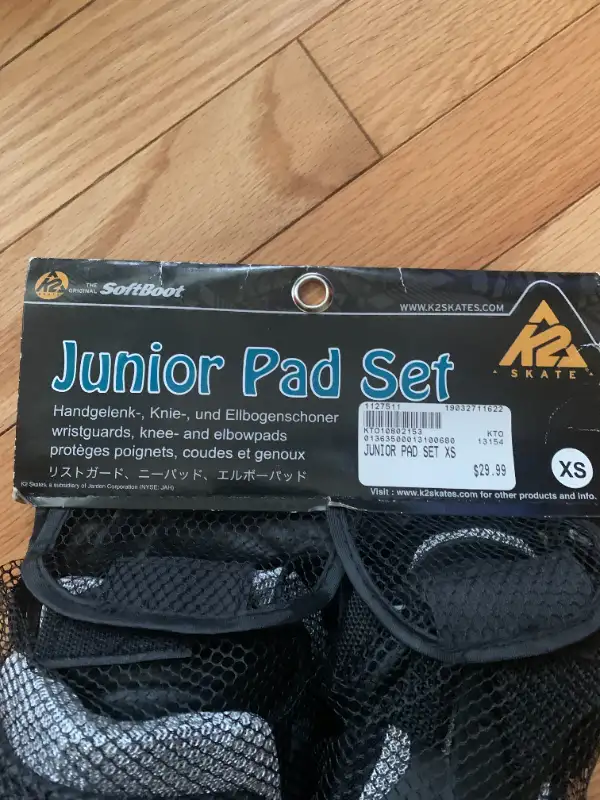 K2 THE ORIGINAL SoftBoot
WWW.K2SKATES.COM
K2
SKATE
Junior Pad Set
Handgelenk-, Knie-, und Ellbogenschoner
wristguards, knee- and elbowpads
protèges poignets, coudes et genoux
リストガード、ニーパッド、エルボーパッド
K2 Skates, a subsidiary of Jarden Corporation (NYSE: JAH)
1127511 19032711622
KTO10802153 KTO
01363500013100600 13154
JUNIOR PAD SET XS
$29.99
XS
Visit : www.k2skates.com for other products and info.